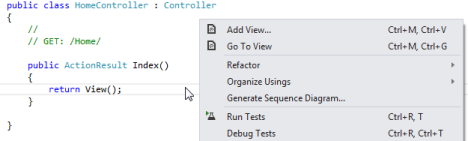 public class HomeController : Controller
{
//
// GET: /Home/
public ActionResult Index()
{
return View();
}
}
Add View... Ctrl+M, Ctrl+V
Go To View Ctrl+M, Ctrl+G
Refactor
Organize Usings
Generate Sequence Diagram...
Run Tests Ctrl+R, T
Debug Tests Ctrl+R, Ctrl+T